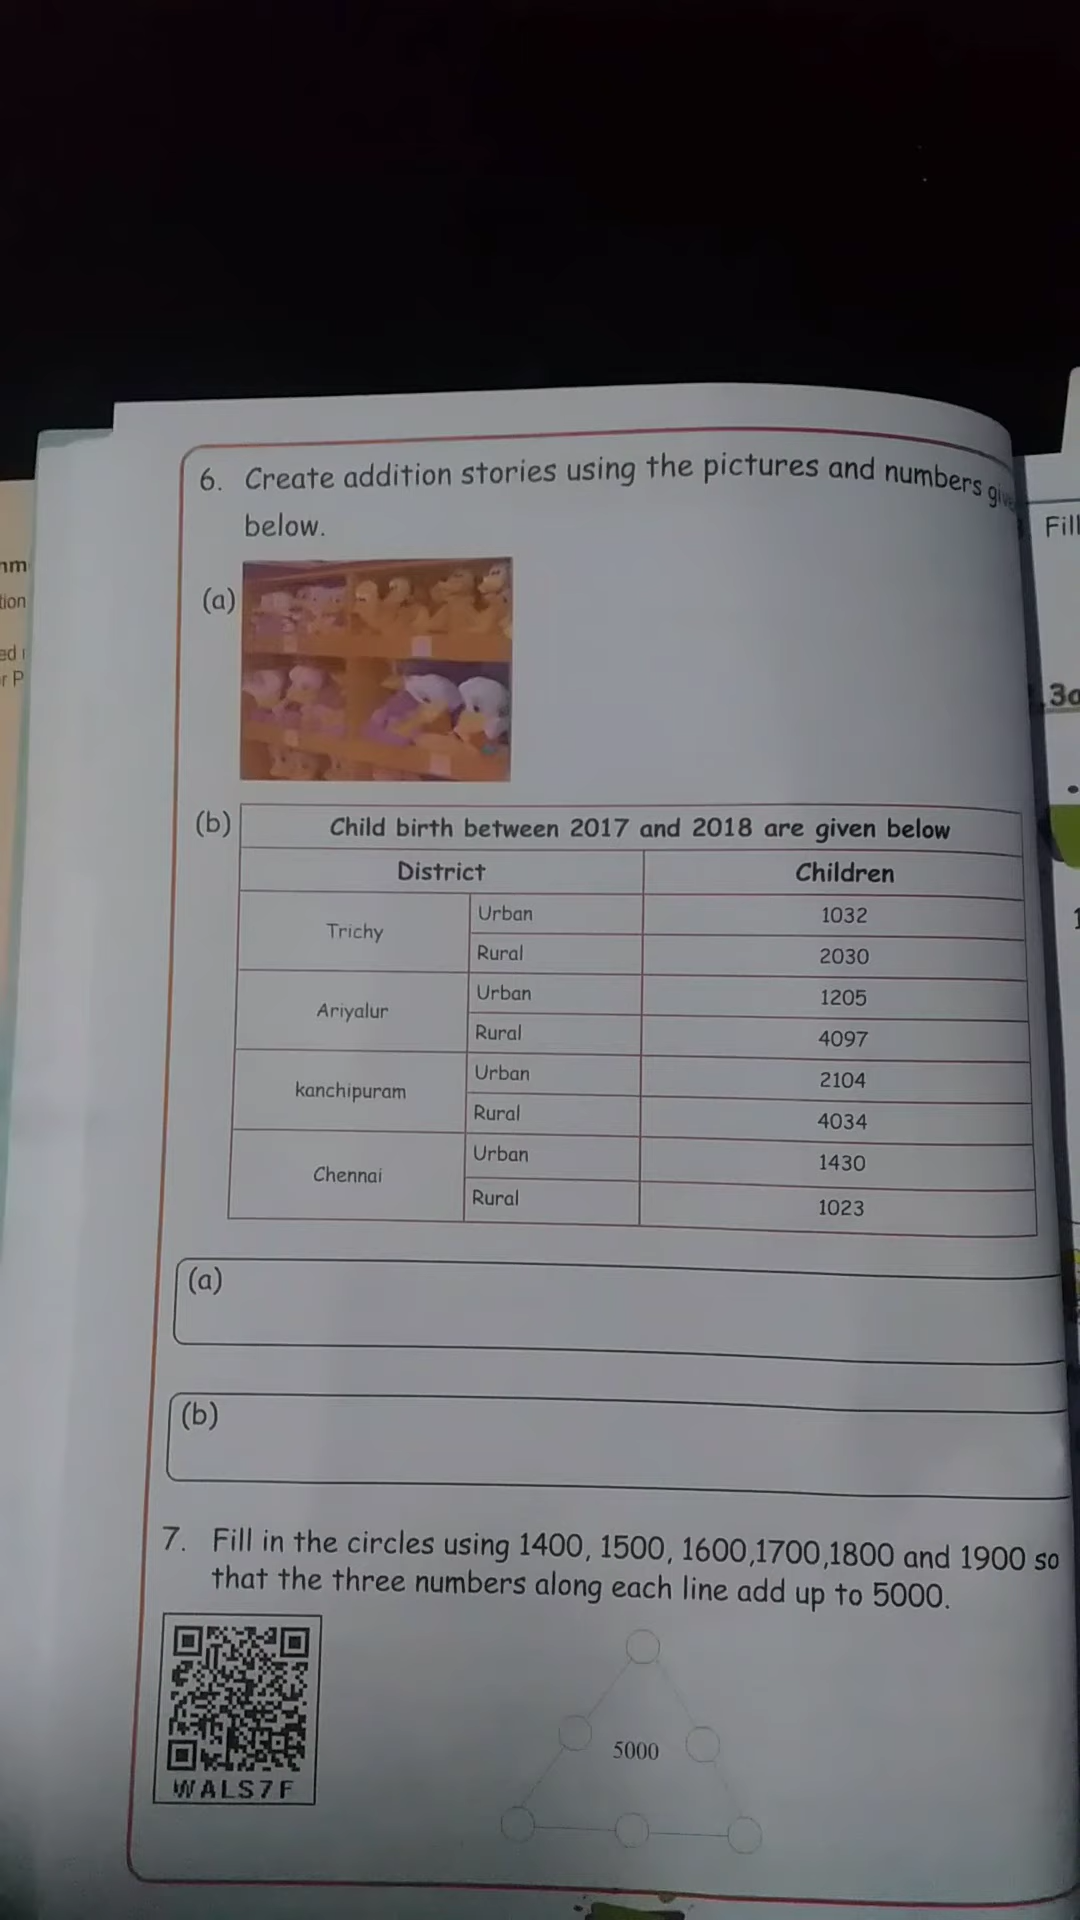 6. Create addition stories using the pictures and numbers
below.
(a)
(b)
Child birth between 2017 and 2018 are given below
District Children
Trichy Urban 1032
Rural 2030
Ariyalur Urban 1205
Rural 4097
kanchipuram Urban 2104
Rural 4034
Chennai Urban 1430
Rural 1023
(a)
(b)
7. Fill in the circles using 1400, 1500, 1600,1700,1800 and 1900 so
that the three numbers along each line add up to 5000.
5000
WALS7F
Fill